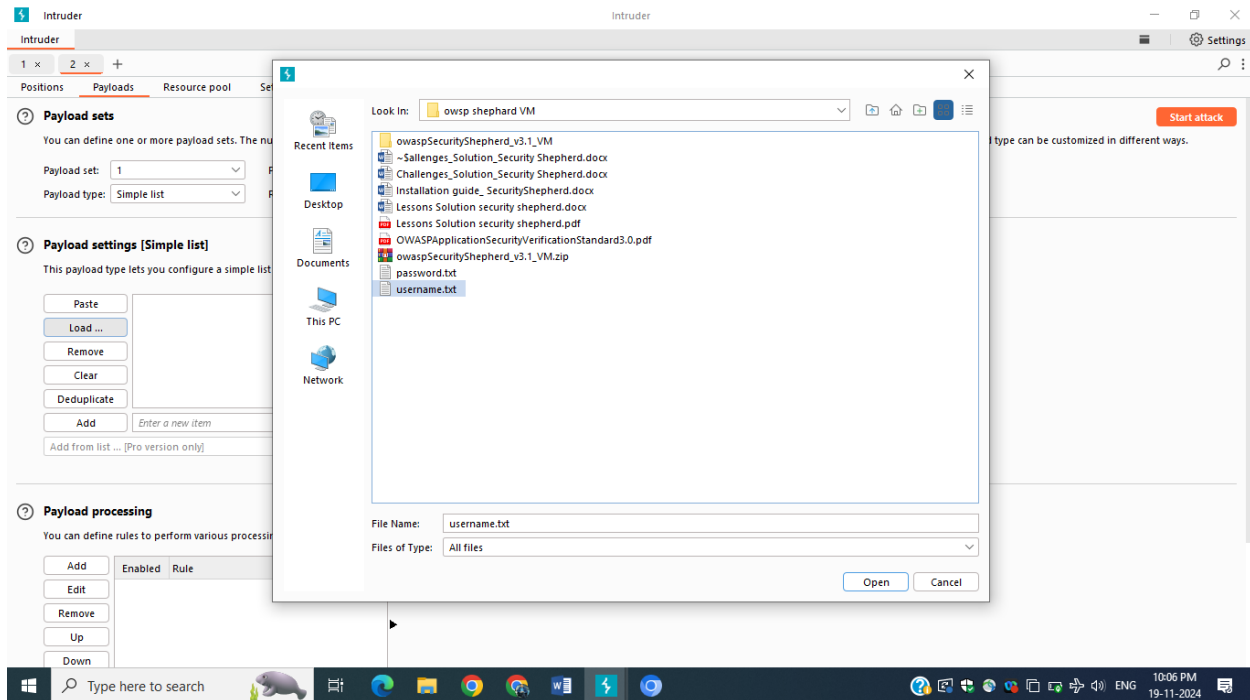 Intruder
Intruder
Intruder
Settings
1 ×
2 ×
+
Positions
Payloads
Resource pool
Se
Payload sets
Start attack
You can define one or more payload sets. The nu
type can be customized in different ways.
Payload set:
1
Payload type:
Simple list
Payload settings [Simple list]
This payload type lets you configure a simple list
Paste
Load ...
Remove
Clear
Deduplicate
Add
Enter a new item
Add from list ... [Pro version only]
Payload processing
You can define rules to perform various processin
Add
Enabled
Rule
Edit
Remove
Up
Down
Look In:
owsp shephard VM
Recent Items
Desktop
Documents
This PC
Network
owaspSecurityShepherd_v3.1_VM
~$allenges_Solution_Security Shepherd.docx
Challenges_Solution_Security Shepherd.docx
Installation guide_ SecurityShepherd.docx
Lessons Solution security shepherd.docx
Lessons Solution security shepherd.pdf
OWASPApplicationSecurityVerificationStandard3.0.pdf
owaspSecurityShepherd_v3.1_VM.zip
password.txt
username.txt
File Name:
username.txt
Files of Type:
All files
Open
Cancel
Type here to search
ENG
10:06 PM
19-11-2024